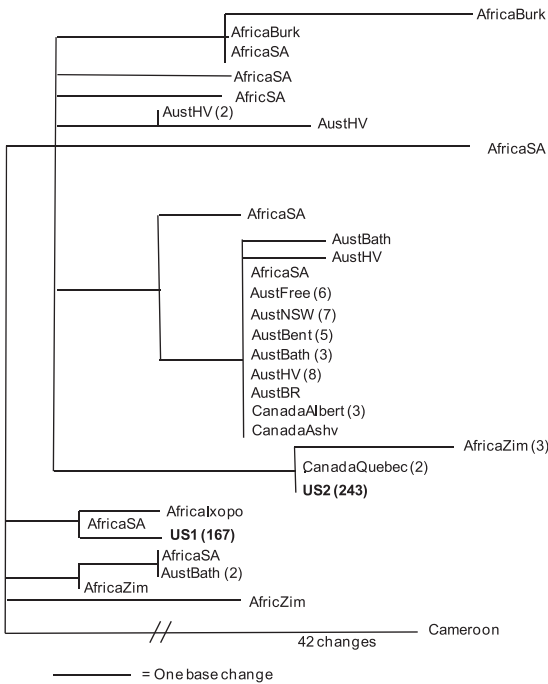 AfricaBurk
AfricaBurk
AfricaSA
AfricaSA
AfricSA
AustHV (2)
AustHV
AfricaSA
AfricaSA
AustBath
AustHV
AfricaSA
AustFree (6)
AustNSW (7)
AustBent (5)
AustBath (3)
AustHV (8)
AustBR
CanadaAlbert (3)
CanadaAshv
AfricaZim (3)
CanadaQuebec (2)
US2 (243)
AfricaIxopo
AfricaSA
US1 (167)
AfricaSA
AustBath (2)
AfricaZim
AfricZim
Cameroon
42 changes
= One base change